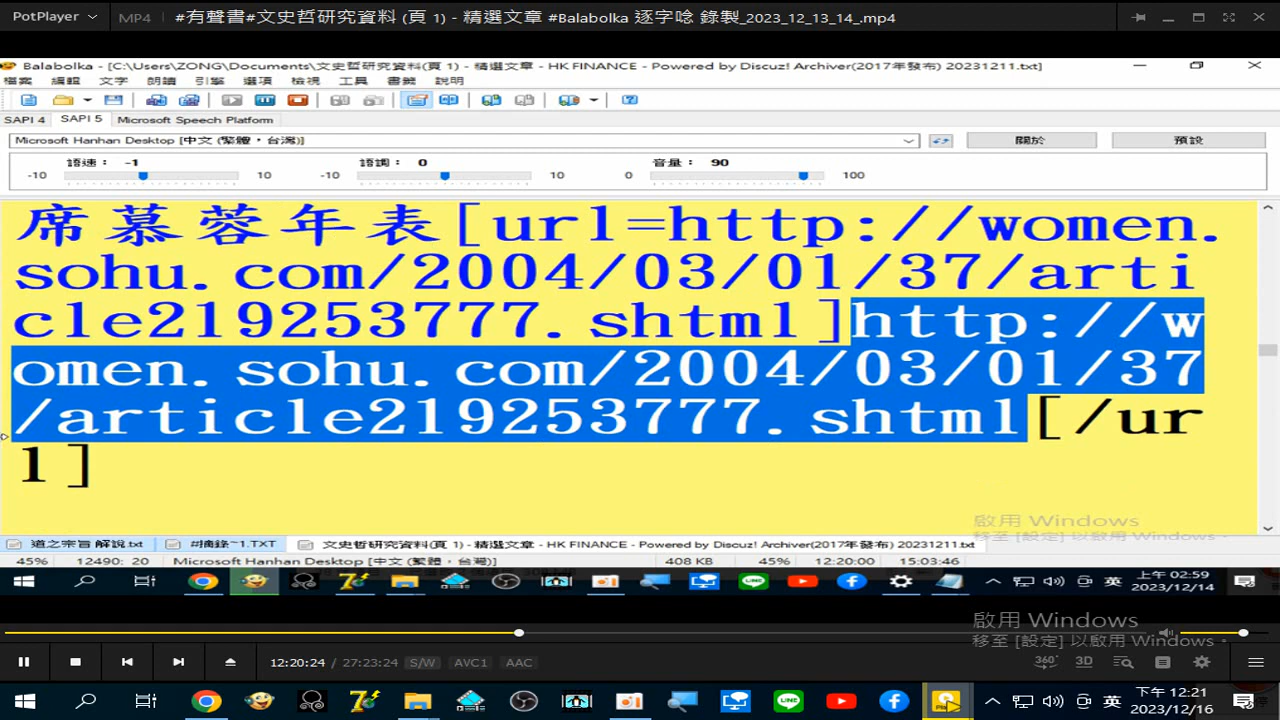 PotPlayer MP4 #有聲書#文史哲研究資料 (頁 1) - 精選文章 #Balabolka 逐字唸 錄製_2023_12_13_14_.mp4
Balabolka - [C:\Users\ZONG\Documents\文史哲研究資料(頁 1) - 精選文章 - HK FINANCE - Powered by Discuz! Archiver(2017年發布) 20231211.txt]
檔案 編輯 文字 朗讀 引擎 選項 檢視 工具 書籤 說明
SAPI 4 SAPI 5 Microsoft Speech Platform
Microsoft Hanhan Desktop [中文 (繁體，台灣)] 關於 預設
語速： -1 語調： 0 音量： 90
-10 10 -10 10 0 100
席慕蓉年表[url=http://women.
sohu.com/2004/03/01/37/arti
cle219253777.shtml]http://w
omen.sohu.com/2004/03/01/37
/article219253777.shtml[/ur
l]
啟用 Windows
移至 [設定] 以啟用 Windows。
道之宗旨 解說.txt #摘錄~1.TXT 文史哲研究資料(頁 1) - 精選文章 - HK FINANCE - Powered by Discuz! Archiver(2017年發布) 20231211.txt
45% 12490: 20 Microsoft Hanhan Desktop [中文 (繁體，台灣)] 408 KB 45% 12:20:00 15:03:46
英 上午 02:59
2023/12/14
啟用 Windows
移至 [設定] 以啟用 Windows。
12:20:24 / 27:23:24 S/W AVC1 AAC 360° 3D
英 下午 12:21
2023/12/16